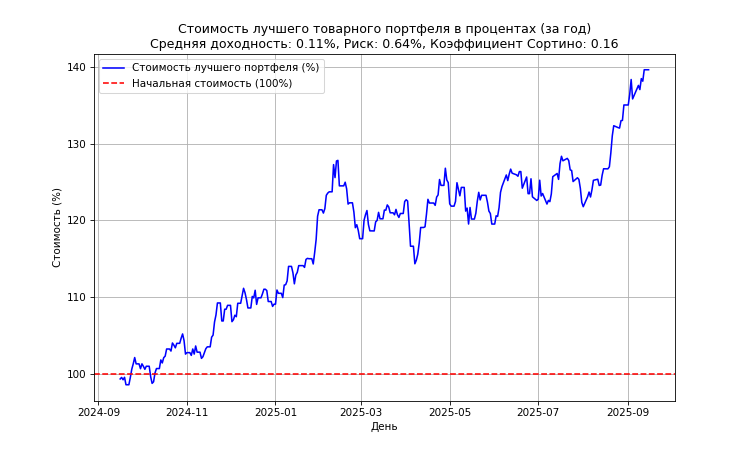 Стоимость лучшего товарного портфеля в процентах (за год)
Средняя доходность: 0.11%, Риск: 0.64%, Коэффициент Сортино: 0.16
Стоимость лучшего портфеля (%)
Начальная стоимость (100%)
Стоимость (%)
140
130
120
110
100
2024-09 2024-11 2025-01 2025-03 2025-05 2025-07 2025-09
День